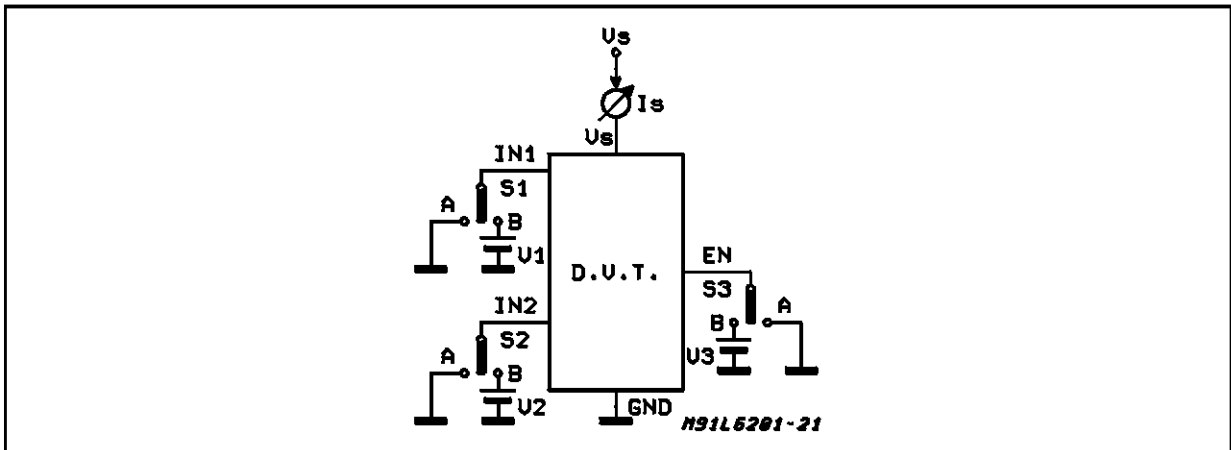 Vs
Is
Vs
IN1
S1
A
B
V1
D.U.T.
EN
S3
A
B
V3
IN2
S2
A
B
V2
GND
M91L6201-21